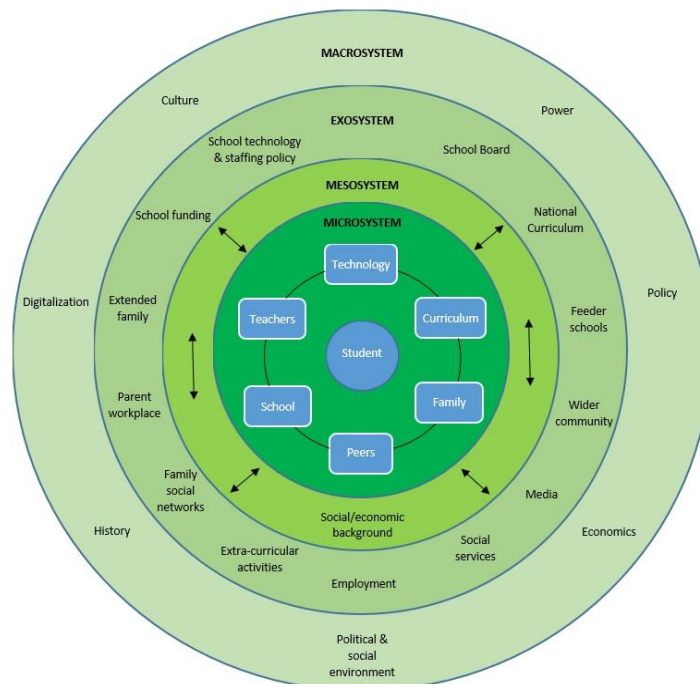 MACROSYSTEM
Culture
Power
EXOSYSTEM
School technology
& staffing policy
School Board
MESOSYSTEM
School funding
National
Curriculum
MICROSYSTEM
Technology
Digitalization
Extended
family
Teachers
Curriculum
Feeder
schools
Policy
Student
Parent
workplace
School
Family
Wider
community
Peers
Family
social
networks
Media
History
Social/economic
background
Economics
Extra-curricular
activities
Social
services
Employment
Political &
social
environment